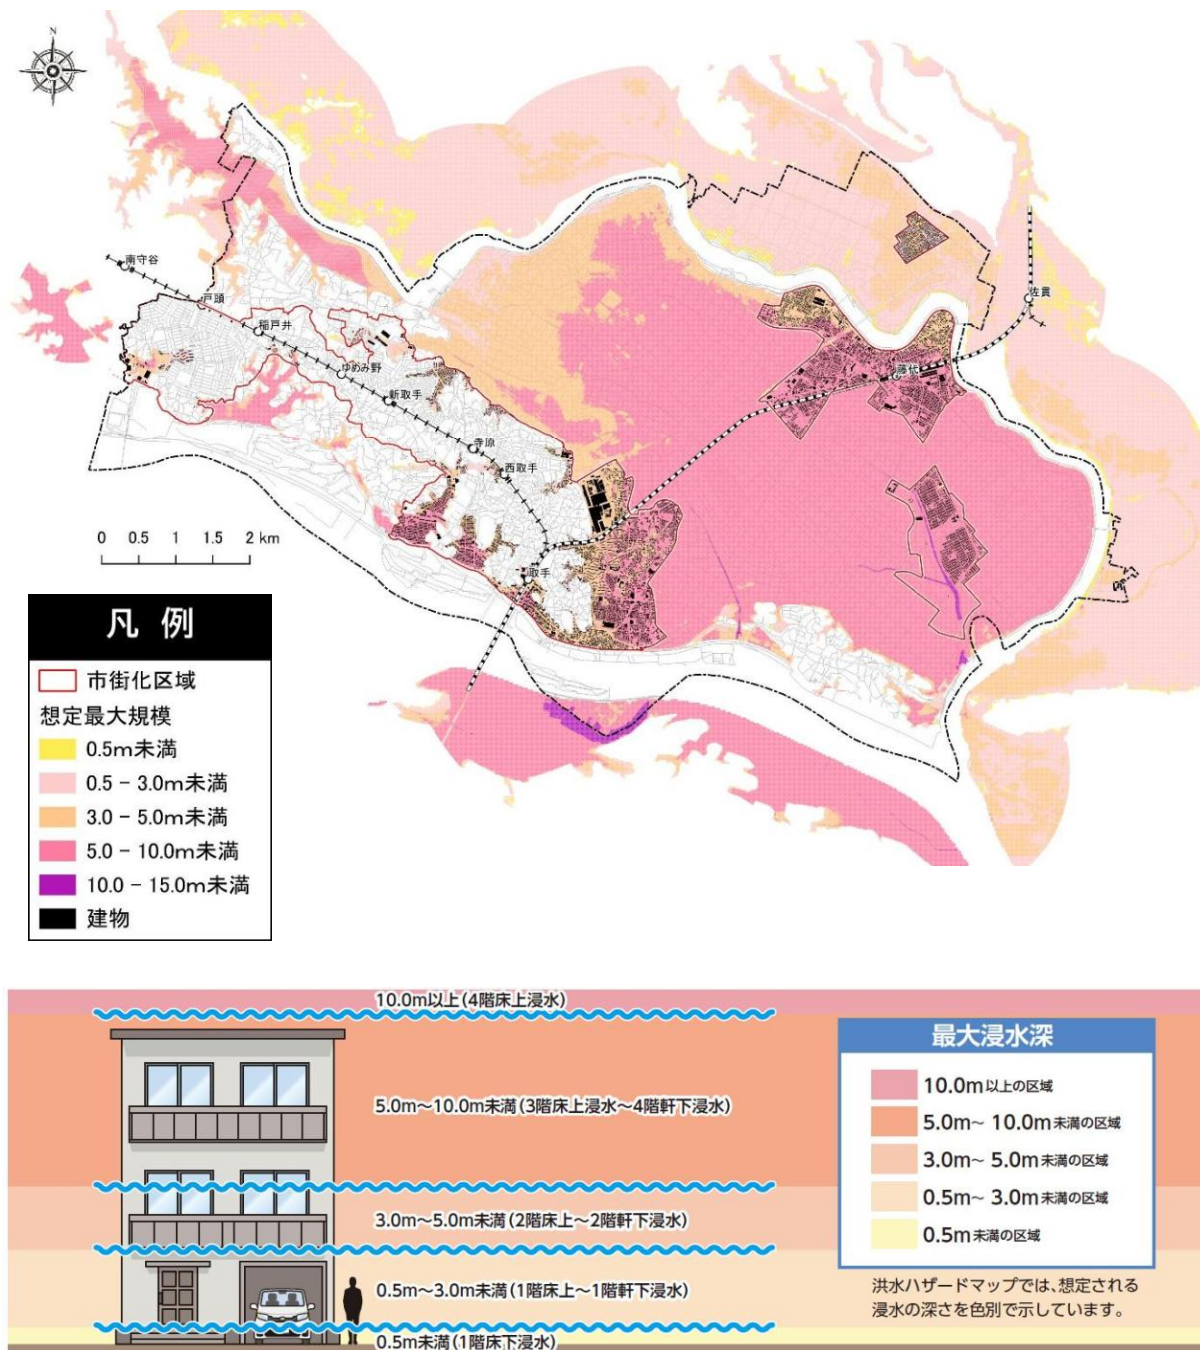 N
南守谷
戸頭
稲戸井
ゆめみ野
新取手
寺原
西取手
取手
藤代
佐貫
0 0.5 1 1.5 2 km
凡 例
市街化区域
想定最大規模
0.5m未満
0.5 - 3.0m未満
3.0 - 5.0m未満
5.0 - 10.0m未満
10.0 - 15.0m未満
建物
10.0m以上(4階床上浸水)
5.0m〜10.0m未満(3階床上浸水〜4階軒下浸水)
3.0m〜5.0m未満(2階床上〜2階軒下浸水)
0.5m〜3.0m未満(1階床上〜1階軒下浸水)
0.5m未満(1階床下浸水)
最大浸水深
10.0m以上の区域
5.0m〜 10.0m未満の区域
3.0m〜 5.0m未満の区域
0.5m〜 3.0m未満の区域
0.5m未満の区域
洪水ハザードマップでは、想定される
浸水の深さを色別で示しています。